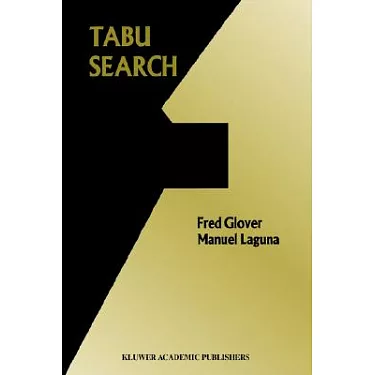 TABU
SEARCH
Fred Glover
Manuel Laguna
KLUWER ACADEMIC PUBLISHERS